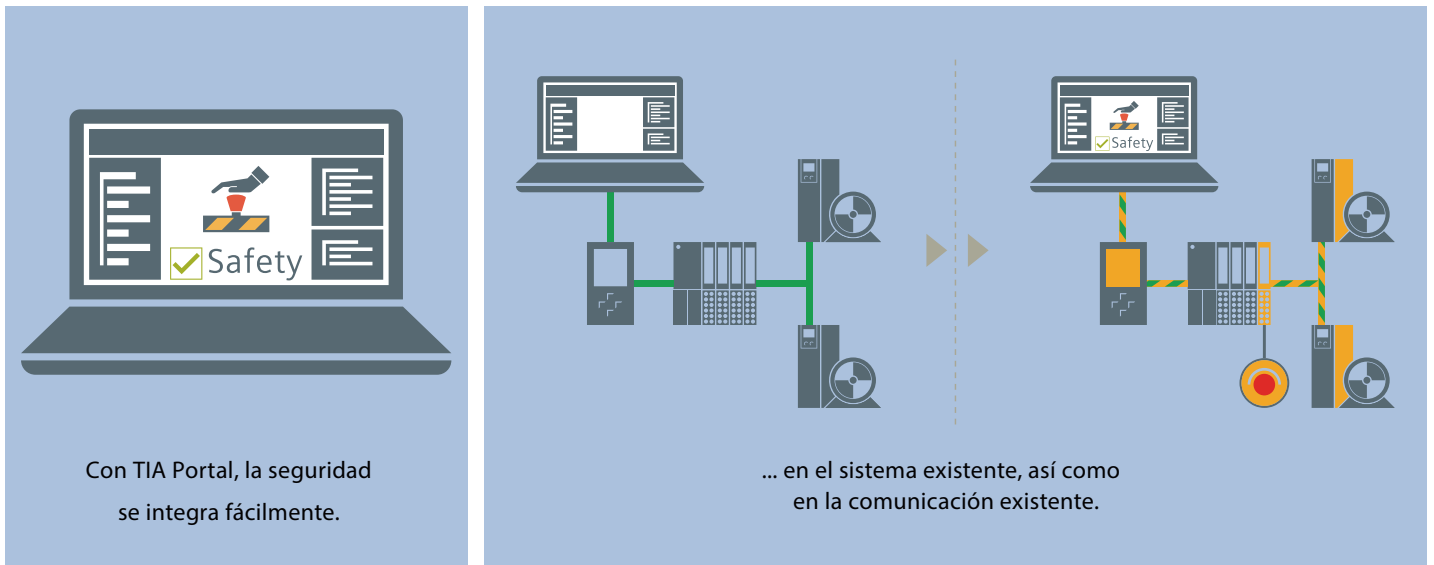 Safety
Con TIA Portal, la seguridad
se integra fácilmente.
Safety
... en el sistema existente, así como
en la comunicación existente.